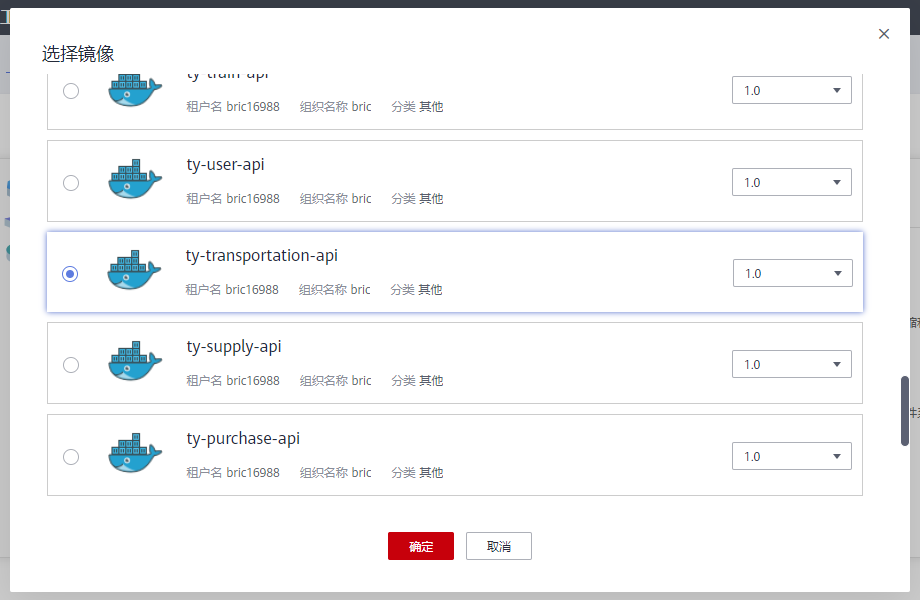 选择镜像
ty-train-api
租户名 bric16988 组织名称 bric 分类 其他
1.0
ty-user-api
租户名 bric16988 组织名称 bric 分类 其他
1.0
ty-transportation-api
租户名 bric16988 组织名称 bric 分类 其他
1.0
ty-supply-api
租户名 bric16988 组织名称 bric 分类 其他
1.0
ty-purchase-api
租户名 bric16988 组织名称 bric 分类 其他
1.0
确定 取消